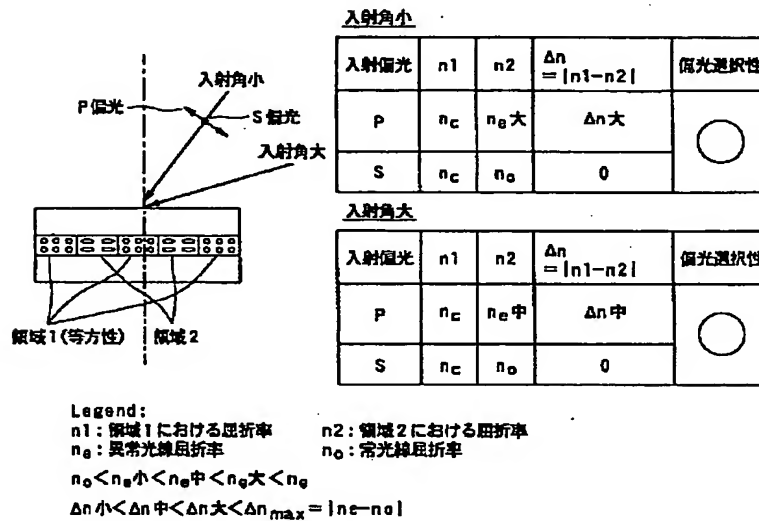 入射角小
P偏光
S偏光
入射角大
領域1(等方性)
領域2
入射角小
入射偏光 n1 n2 Δn =|n1-n2| 偏光選択性
P nc ne大 Δn大 ○
S nc no 0
入射角大
入射偏光 n1 n2 Δn =|n1-n2| 偏光選択性
P nc ne中 Δn中 ○
S nc no 0
Legend:
n1:領域1における屈折率 n2:領域2における屈折率
ne:異常光線屈折率 no:常光線屈折率
no<ne小<ne中<ne大<ne
Δn小<Δn中<Δn大<Δnmax=|ne-no|